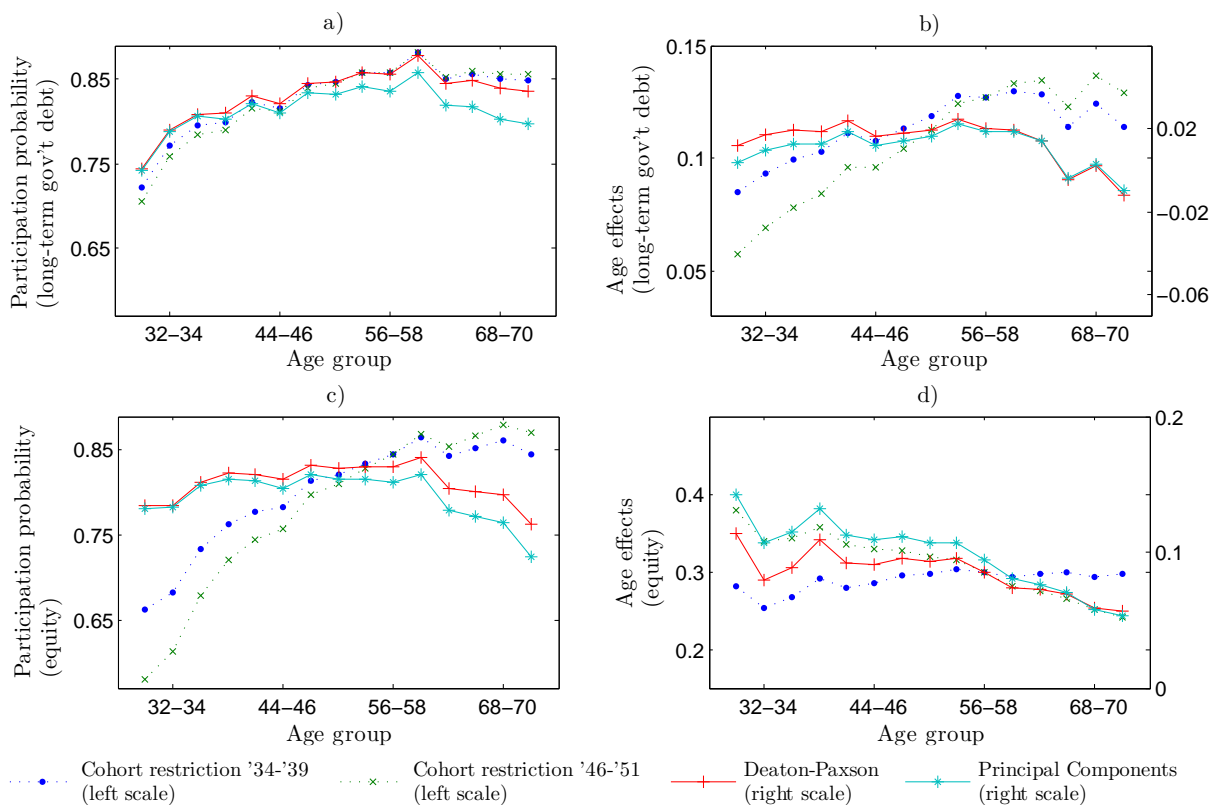 a)
Participation probability
(long-term gov't debt)
0.85
0.75
0.65
32–34
44–46
56–58
68–70
Age group
b)
Age effects
(long-term gov't debt)
0.15
0.1
0.05
0.02
−0.02
−0.06
32–34
44–46
56–58
68–70
Age group
c)
Participation probability
(equity)
0.85
0.75
0.65
32–34
44–46
56–58
68–70
Age group
d)
Age effects
(equity)
0.4
0.3
0.2
0.2
0.1
0
32–34
44–46
56–58
68–70
Age group
Cohort restriction '34-'39
(left scale)
Cohort restriction '46-'51
(left scale)
Deaton-Paxson
(right scale)
Principal Components
(right scale)